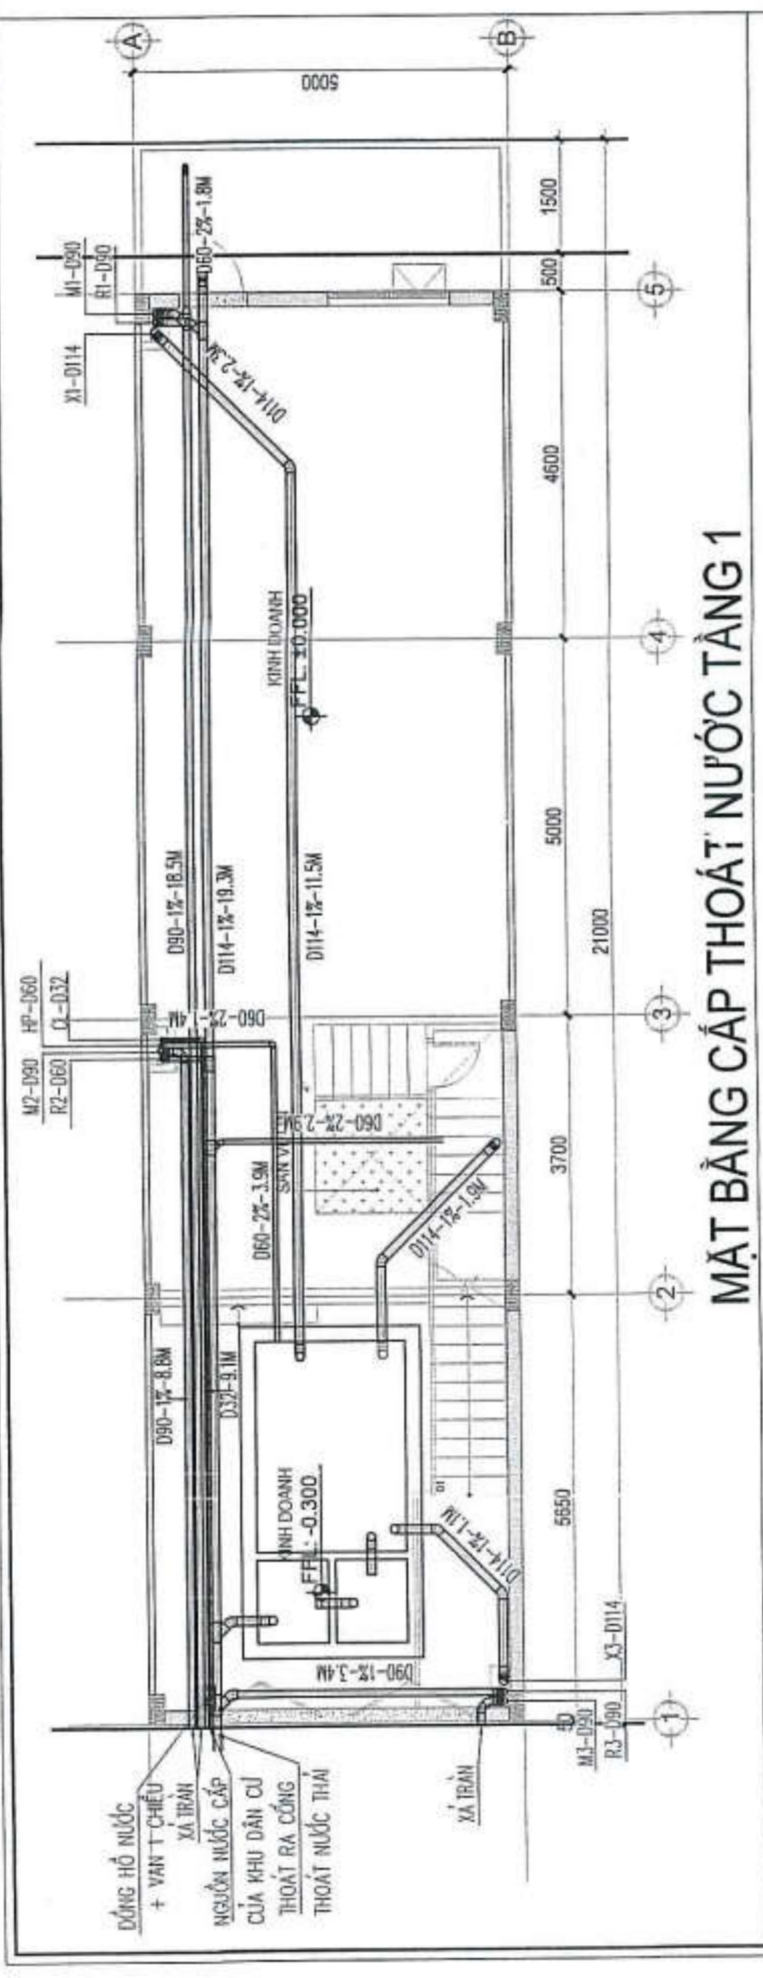 A
B
5000
M1-D90
R1-D90
X1-D114
D60-2%-1.8M
D114-1%-2.3M
1500
500
5
4600
KINH DOANH
FFL: ±0.000
4
D90-1%-18.5M
D114-1%-19.3M
D114-1%-11.5M
5000
21000
HP-D60
CL-D32
M2-D90
R2-D60
D60-2%-1.4M
3
D60-2%-2.9M
D60-2%-3.9M
D114-1%-1.9M
3700
2
D90-1%-8.8M
D32-9.1M
KINH DOANH
FFL: -0.300
D1
D114-1%-1.1M
5650
D90-1%-3.4M
X3-D114
M3-D90
R3-D90
50
1
ĐỒNG HỒ NƯỚC
+ VAN 1 CHIỀU
XẢ TRÀN
NGUỒN NƯỚC CẤP
CỦA KHU DÂN CƯ
THOÁT RA CỐNG
THOÁT NƯỚC THẢI
XẢ TRÀN
MẶT BẰNG CẤP THOÁT NƯỚC TẦNG 1